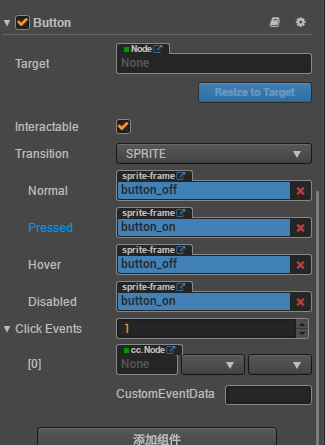 Button
Node
Target None
Resize to Target
Interactable
Transition SPRITE
sprite-frame
Normal button_off
sprite-frame
Pressed button_on
sprite-frame
Hover button_off
sprite-frame
Disabled button_on
Click Events 1
cc.Node
[0] None
CustomEventData
添加组件